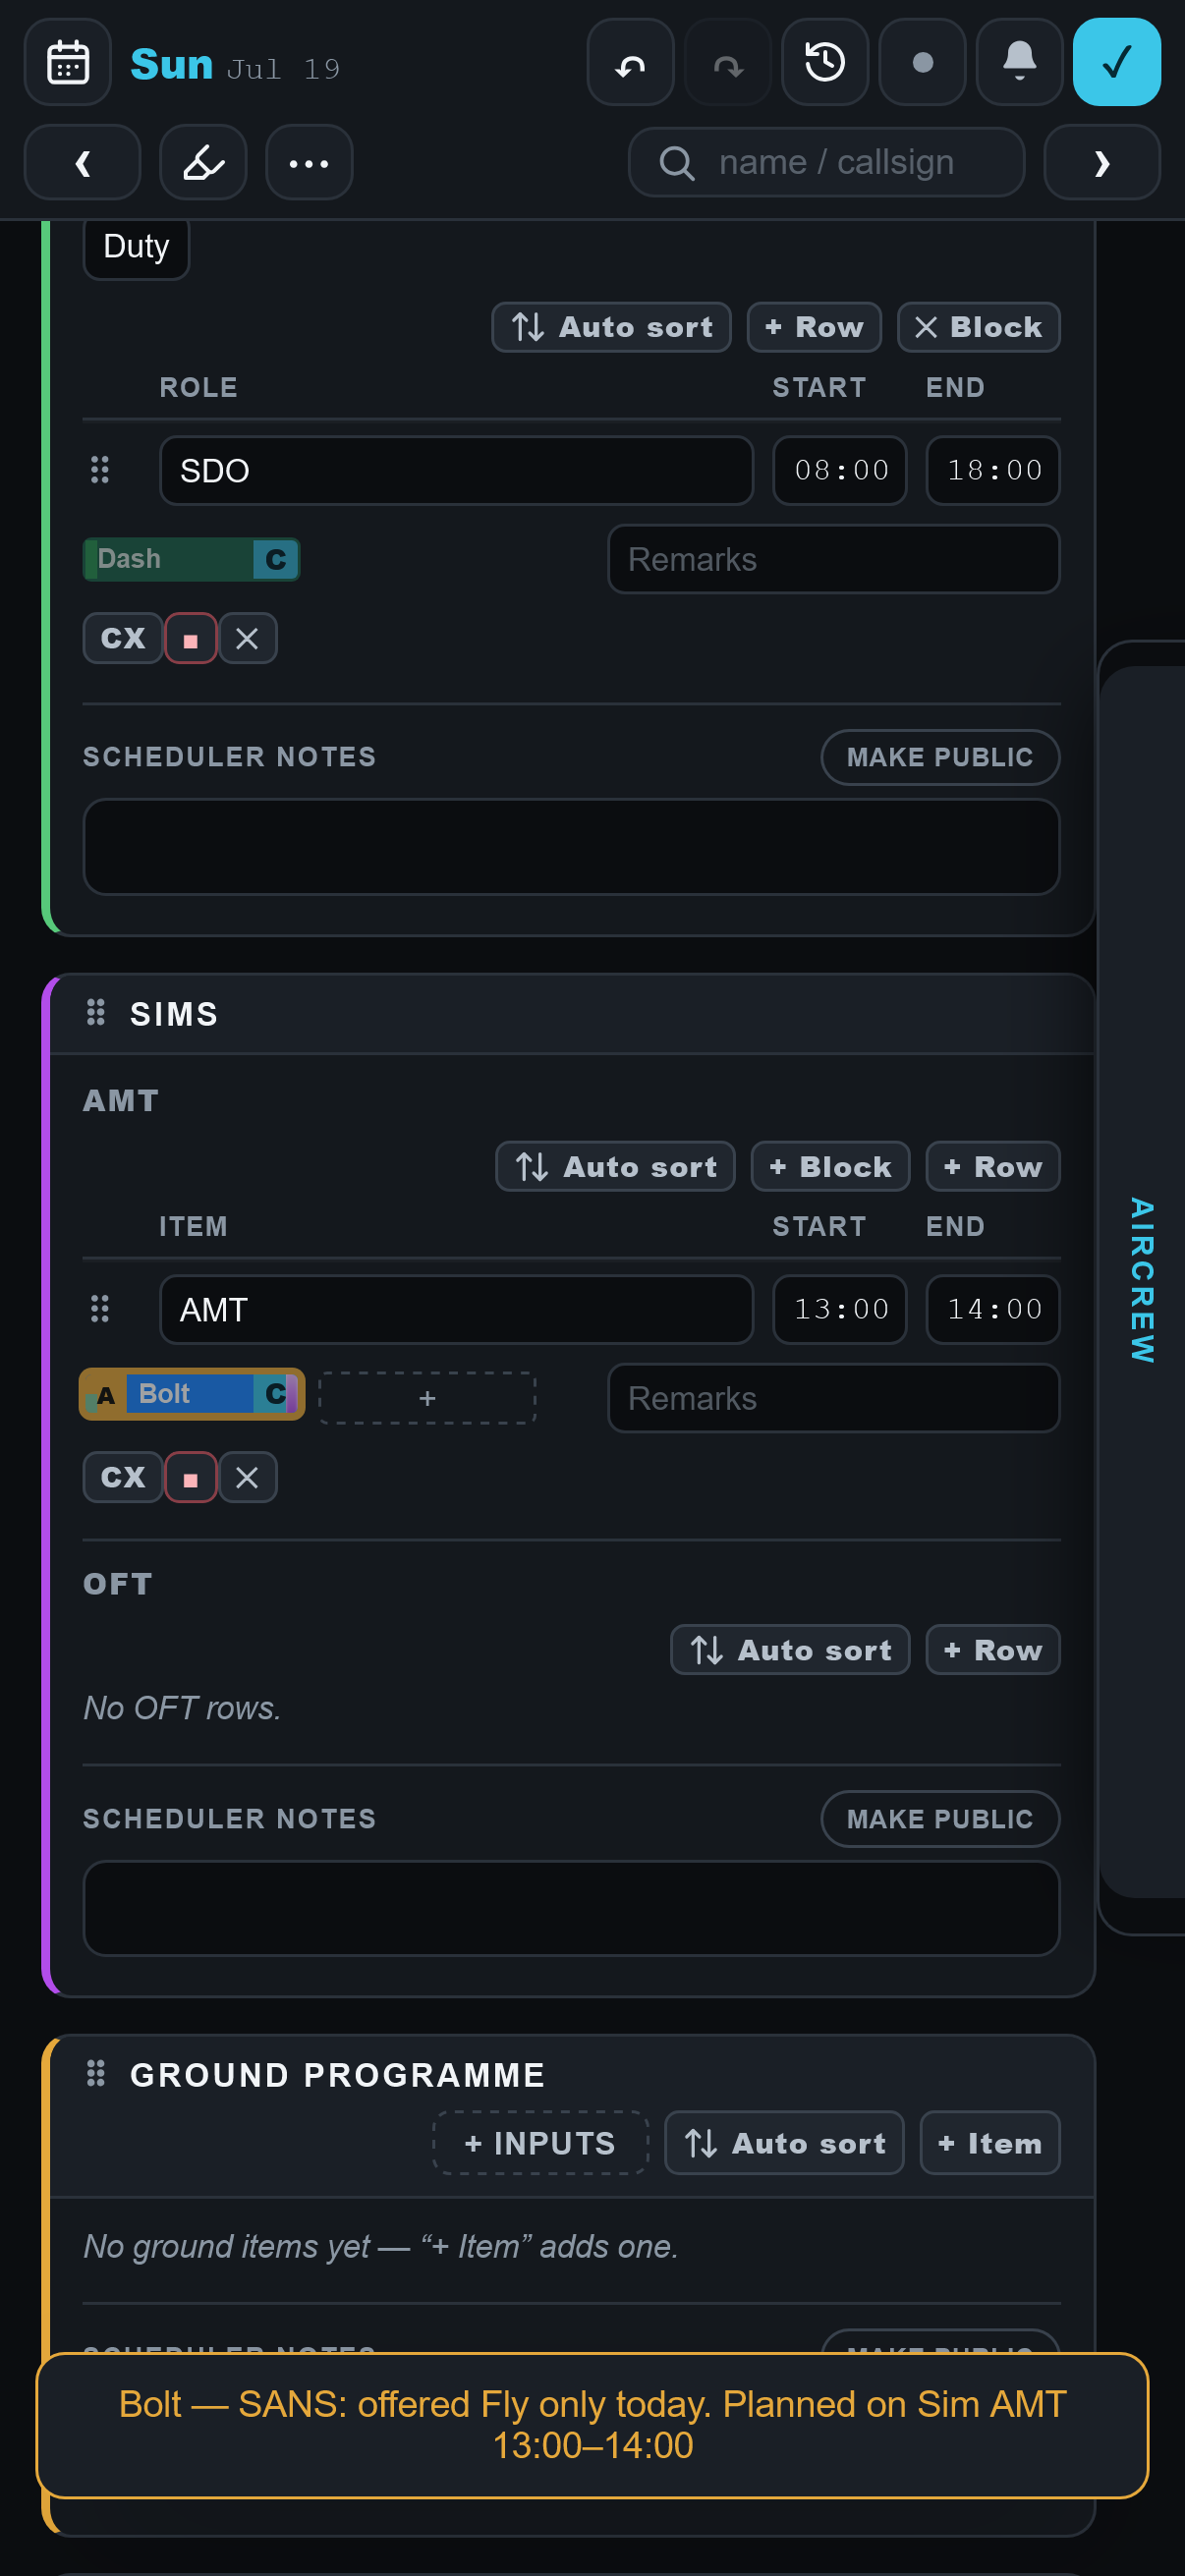 Sun Jul 19
name / callsign
Duty
Auto sort + Row × Block
ROLE START END
SDO 08:00 18:00
Dash C Remarks
CX
SCHEDULER NOTES MAKE PUBLIC
SIMS
AMT
Auto sort + Block + Row
ITEM START END
AMT 13:00 14:00
A Bolt C + Remarks
CX
OFT
Auto sort + Row
No OFT rows.
SCHEDULER NOTES MAKE PUBLIC
AIRCREW
GROUND PROGRAMME
+ INPUTS Auto sort + Item
No ground items yet — “+ Item” adds one.
SCHEDULER NOTES MAKE PUBLIC
Bolt — SANS: offered Fly only today. Planned on Sim AMT
13:00–14:00